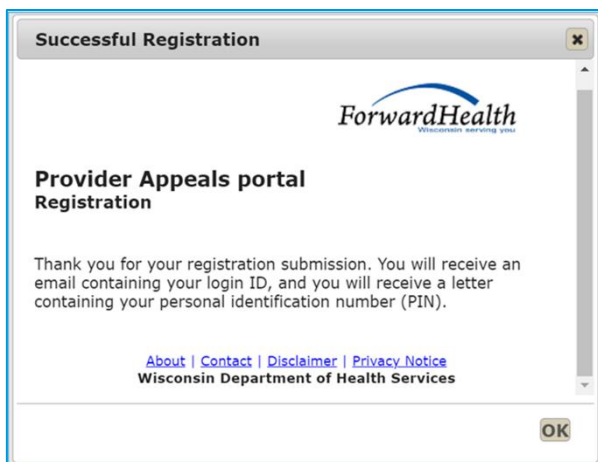 Successful Registration
ForwardHealth
Wisconsin serving you
Provider Appeals portal
Registration
Thank you for your registration submission. You will receive an
email containing your login ID, and you will receive a letter
containing your personal identification number (PIN).
About | Contact | Disclaimer | Privacy Notice
Wisconsin Department of Health Services
OK